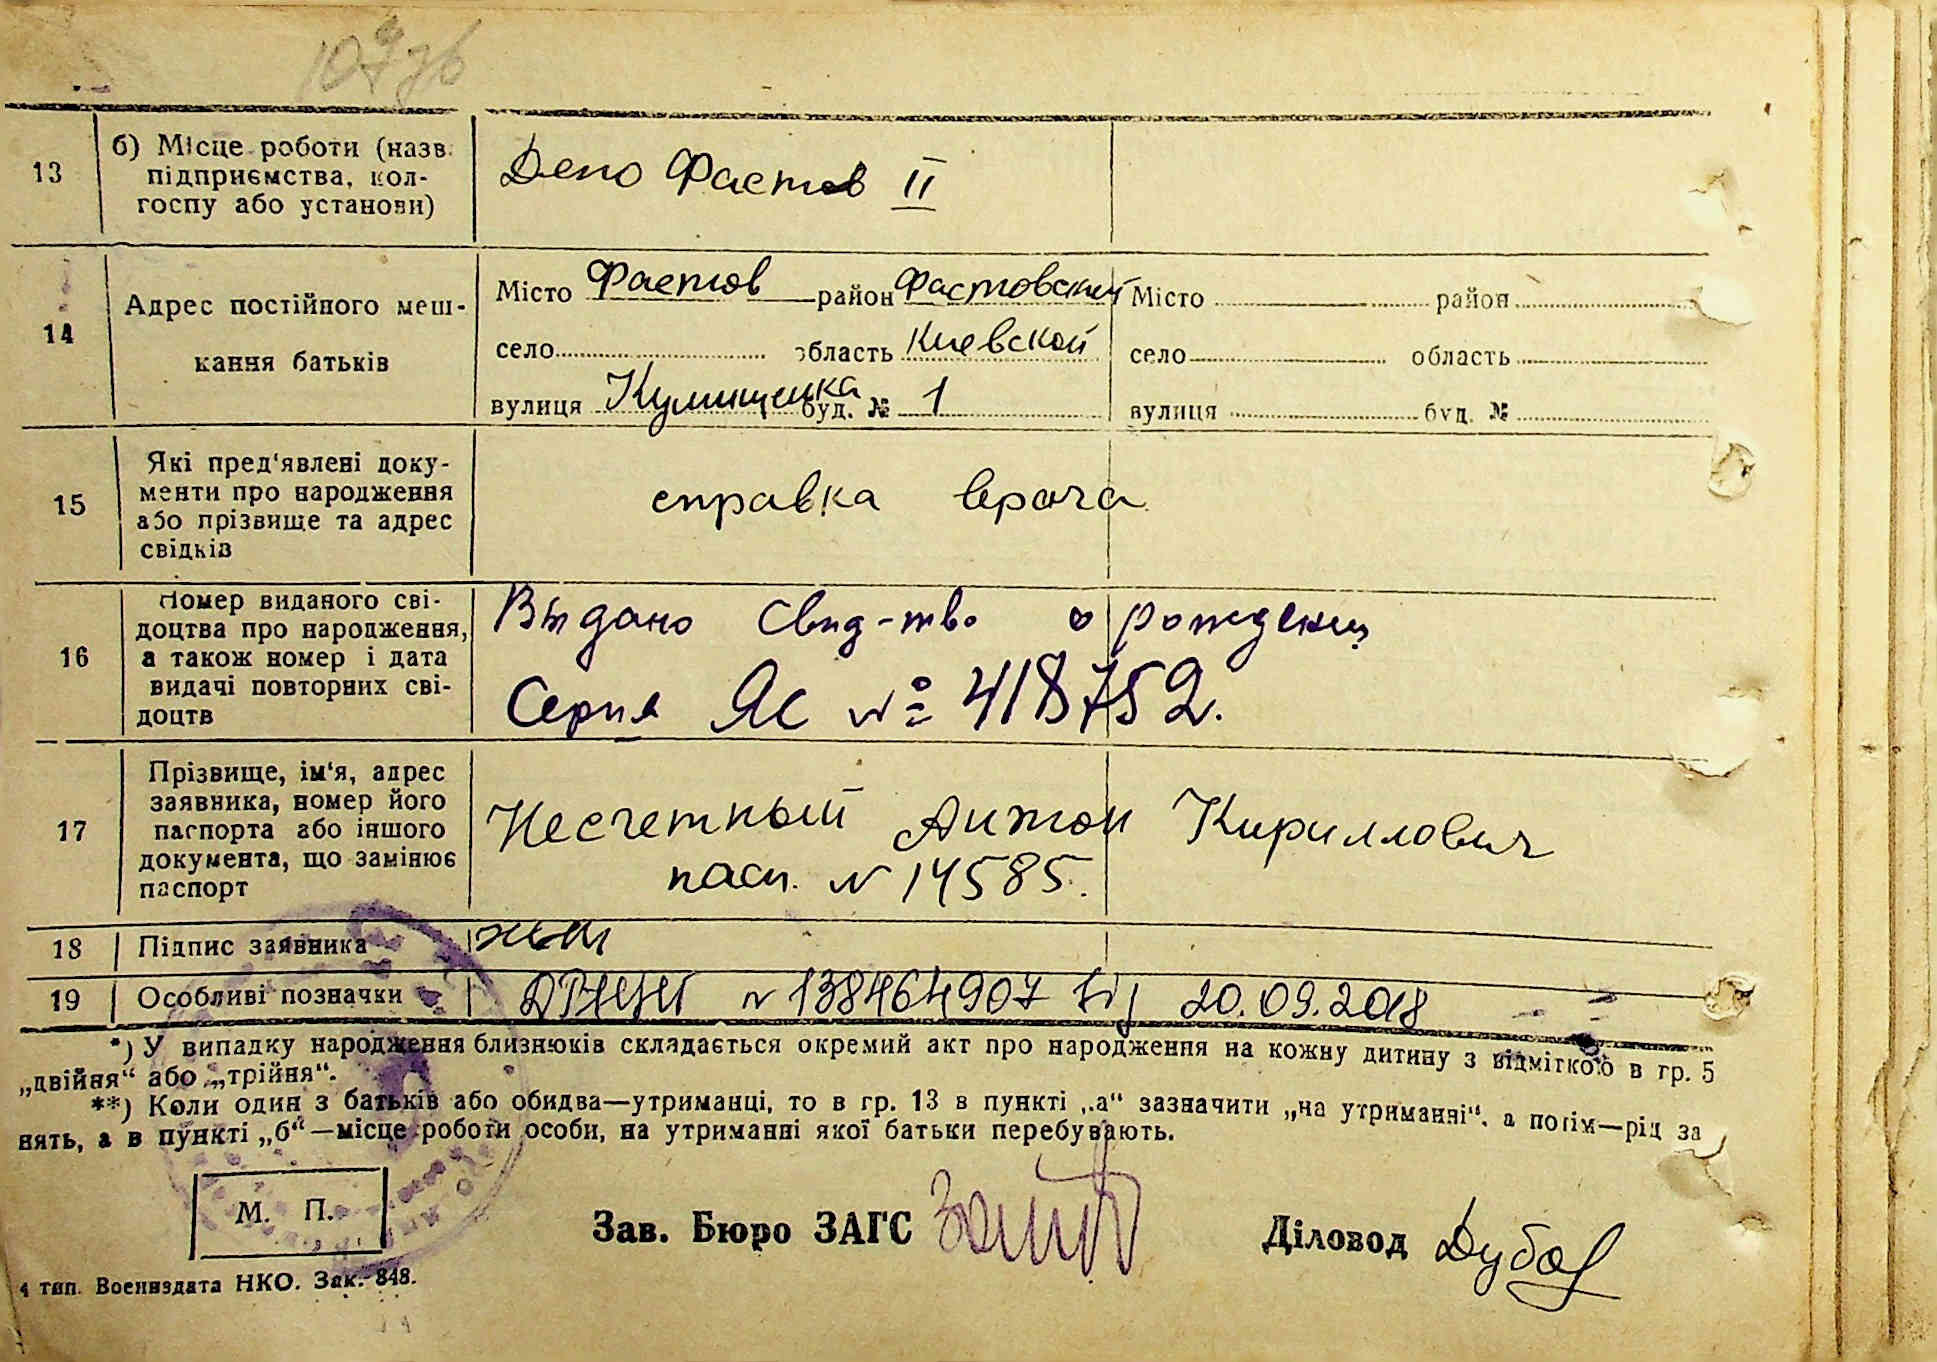 13
б) Місце роботи (назв.
підприємства, кол-
госпу або установи)
Депо Фастов II
14
Адрес постійного меш-
кання батьків
Місто Фастов район Фастовский
село область Киевской
вулиця буд. № 1
Місто район
село область
вулиця буд. №
15
Які пред'явлені доку-
менти про народження
або прізвище та адрес
свідків
справка врача
16
Номер виданого сві-
доцтва про народження,
а також номер і дата
видачі повторних сві-
доцтв
Выдано свид-тво о рождении
Серия ЯС № 418752.
17
Прізвище, ім'я, адрес
заявника, номер його
паспорта або іншого
документа, що замінює
паспорт
Несчетный Антон Кириллович
пасп. № 14585.
18
Підпис заявника
19
Особливі позначки
N 138464907 від 20.09.2018
*) У випадку народження близнюків складається окремий акт про народження на кожну дитину з відміткою в гр. 5
„двійня“ або „трійня“.
**) Коли один з батьків або обидва—утриманці, то в гр. 13 в пункті „а“ зазначити „на утриманні“, а потім—рід за
нять, а в пункті „б“—місце роботи особи, на утриманні якої батьки перебувають.
М. П.
Зав. Бюро ЗАГС
Діловод
4 тип. Воениздата НКО. Зак. 848.